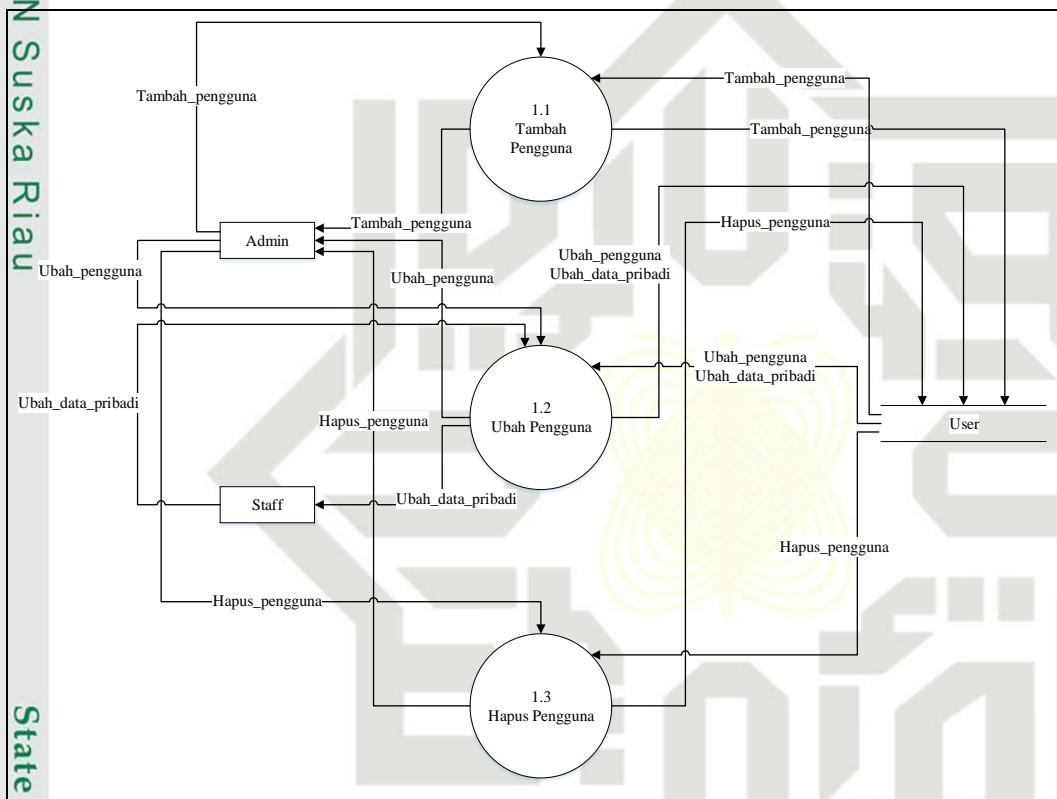 N Suska Riau
State
Tambah_pengguna
1.1
Tambah
Pengguna
Tambah_pengguna
Tambah_pengguna
Tambah_pengguna
Admin
Hapus_pengguna
Ubah_pengguna
Ubah_pengguna
Ubah_pengguna
Ubah_data_pribadi
Ubah_pengguna
Ubah_data_pribadi
Ubah_data_pribadi
Hapus_pengguna
1.2
Ubah Pengguna
User
Staff
Ubah_data_pribadi
Hapus_pengguna
Hapus_pengguna
1.3
Hapus Pengguna